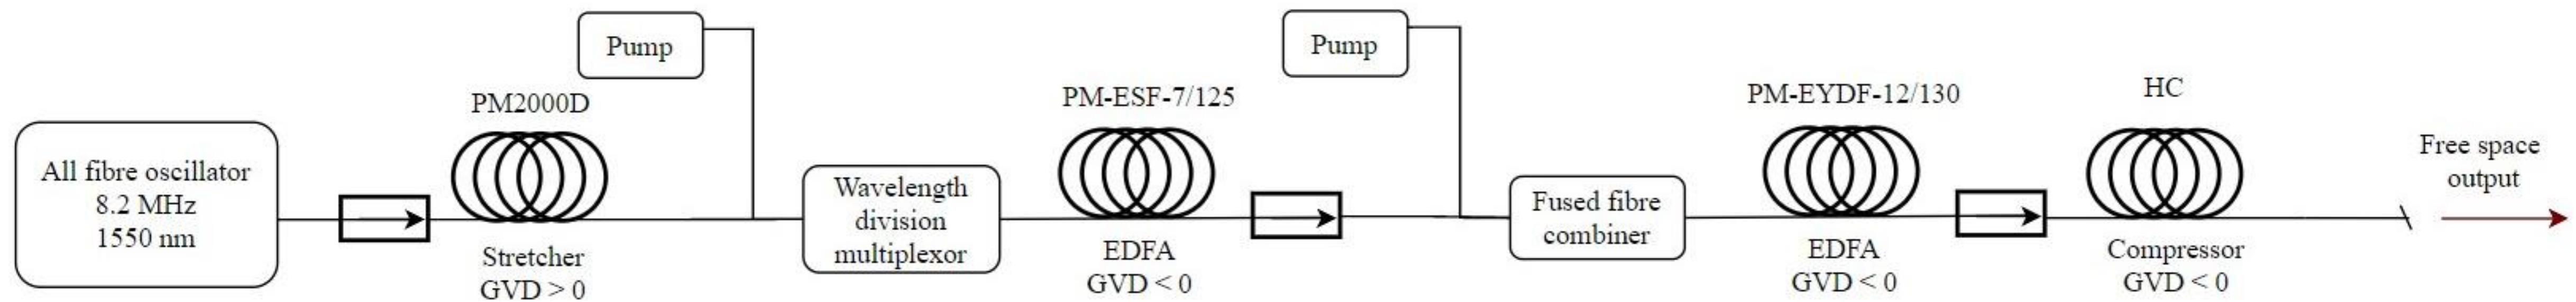 All fibre oscillator
8.2 MHz
1550 nm
PM2000D
Stretcher
GVD > 0
Pump
Wavelength
division
multiplexor
PM-ESF-7/125
EDFA
GVD < 0
Pump
Fused fibre
combiner
PM-EYDF-12/130
EDFA
GVD < 0
HC
Compressor
GVD < 0
Free space
output